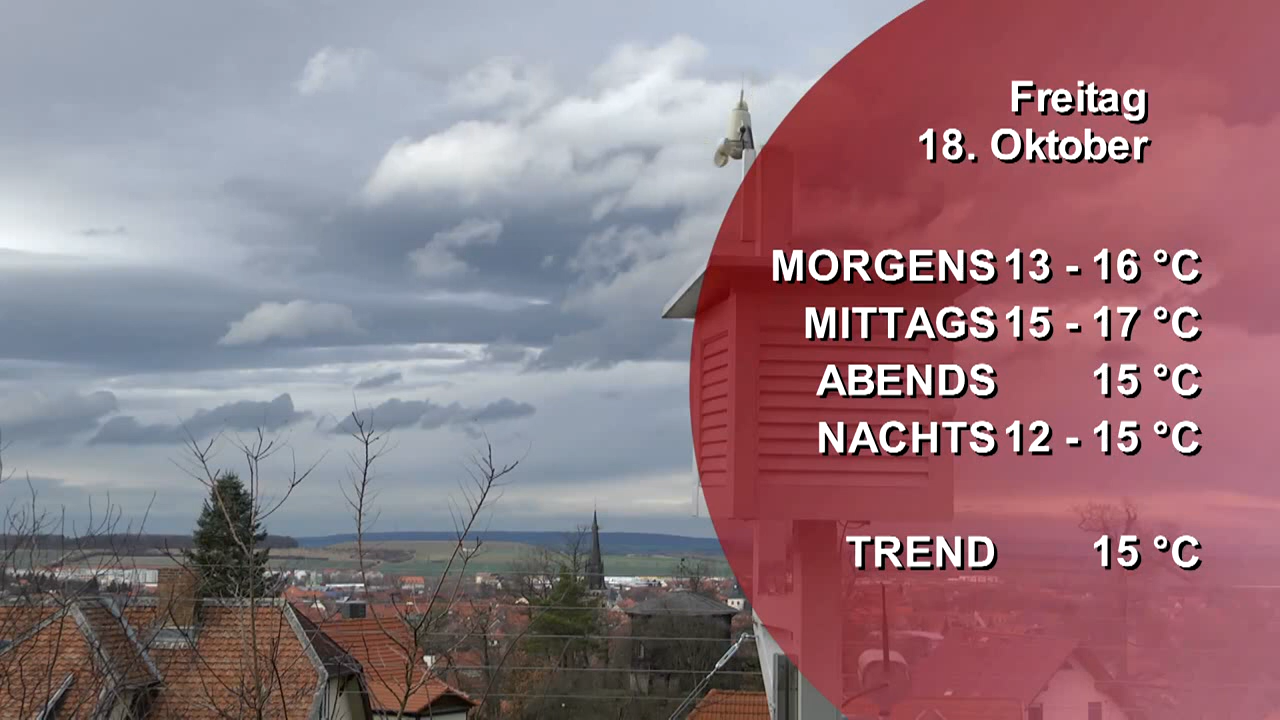 Freitag
18. Oktober
MORGENS 13 - 16 °C
MITTAGS 15 - 17 °C
ABENDS 15 °C
NACHTS 12 - 15 °C
TREND 15 °C